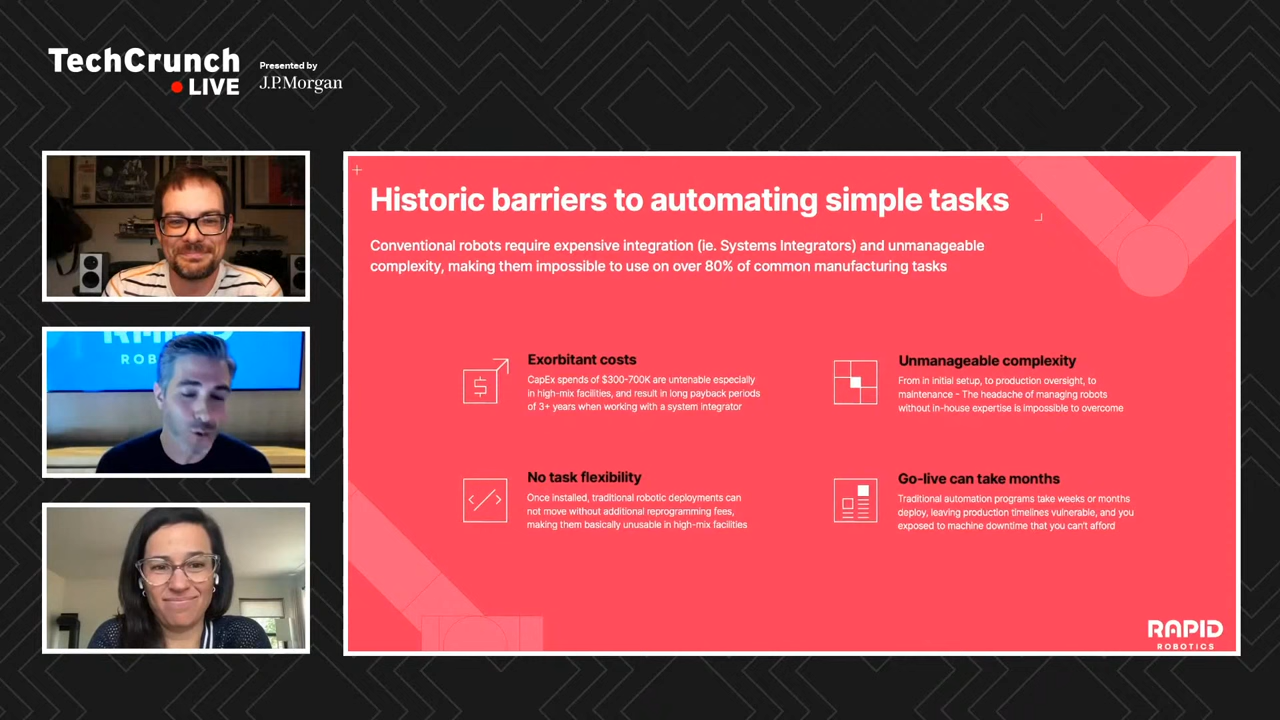 TechCrunch
LIVE
Presented by
J.P.Morgan
Historic barriers to automating simple tasks
Conventional robots require expensive integration (ie. Systems Integrators) and unmanageable
complexity, making them impossible to use on over 80% of common manufacturing tasks
Exorbitant costs
CapEx spends of $300-700K are untenable especially
in high-mix facilities, and result in long payback periods
of 3+ years when working with a system integrator
Unmanageable complexity
From in initial setup, to production oversight, to
maintenance - The headache of managing robots
without in-house expertise is impossible to overcome
No task flexibility
Once installed, traditional robotic deployments can
not move without additional reprogramming fees,
making them basically unusable in high-mix facilities
Go-live can take months
Traditional automation programs take weeks or months
deploy, leaving production timelines vulnerable, and you
exposed to machine downtime that you can't afford
RAPID
ROBOTICS